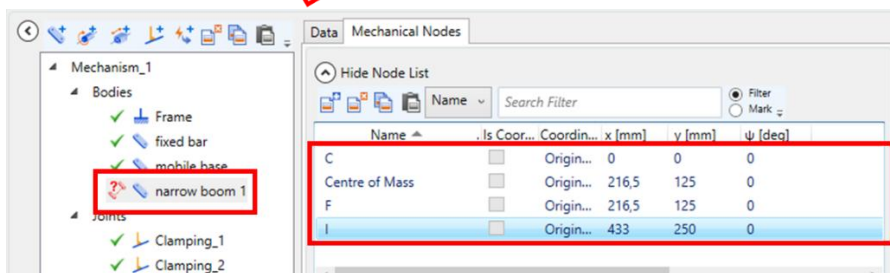 Data Mechanical Nodes
Mechanism_1
Bodies
Frame
fixed bar
mobile base
narrow boom 1
Joints
Clamping_1
Clamping_2
Hide Node List
Name Search Filter Filter
Mark
Name . Is Coor... Coordin... x [mm] y [mm] ψ [deg]
C Origin... 0 0 0
Centre of Mass Origin... 216,5 125 0
F Origin... 216,5 125 0
I Origin... 433 250 0